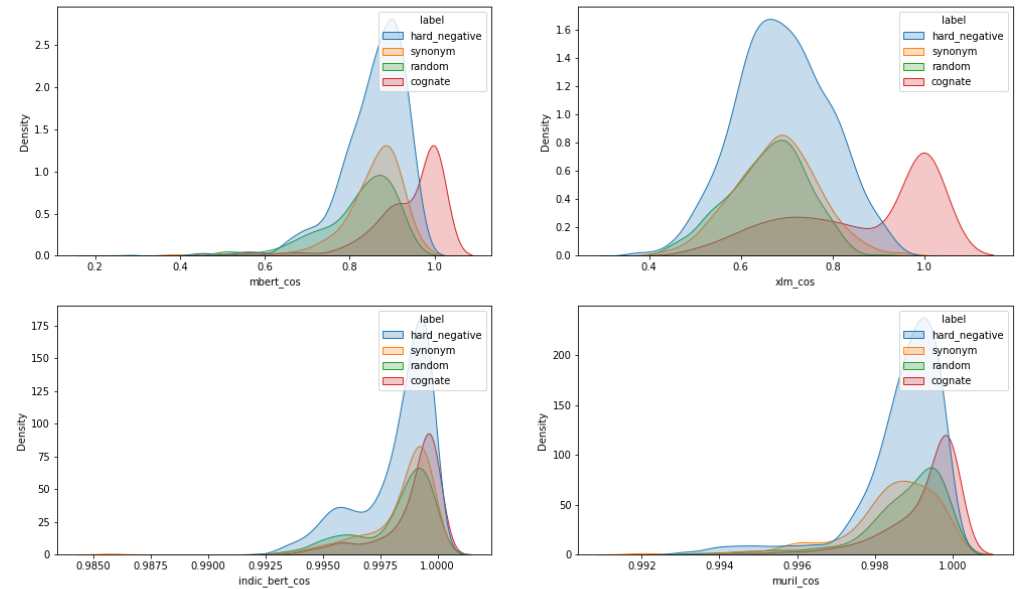 label
hard_negative
synonym
random
cognate
2.5
2.0
1.5
1.0
0.5
0.0
Density
0.2 0.4 0.6 0.8 1.0
mbert_cos
label
hard_negative
synonym
random
cognate
1.6
1.4
1.2
1.0
0.8
0.6
0.4
0.2
0.0
Density
0.4 0.6 0.8 1.0
xlm_cos
label
hard_negative
synonym
random
cognate
175
150
125
100
75
50
25
0
Density
0.9850 0.9875 0.9900 0.9925 0.9950 0.9975 1.0000
indic_bert_cos
label
hard_negative
synonym
random
cognate
200
150
100
50
0
Density
0.992 0.994 0.996 0.998 1.000
muril_cos